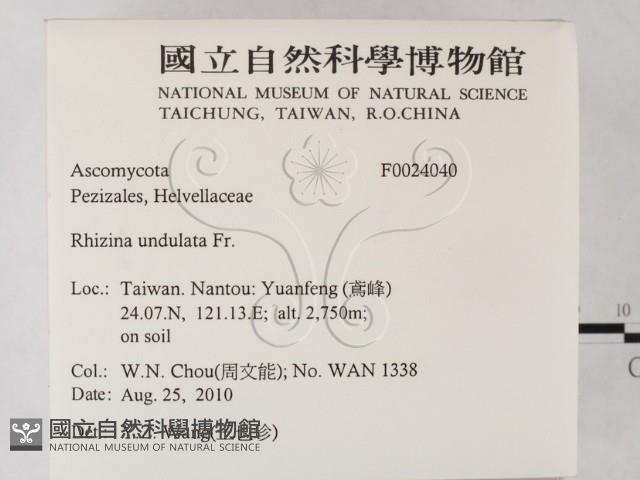 國立自然科學博物館
NATIONAL MUSEUM OF NATURAL SCIENCE
TAICHUNG, TAIWAN, R.O.CHINA
Ascomycota F0024040
Pezizales, Helvellaceae
Rhizina undulata Fr.
Loc.: Taiwan. Nantou: Yuanfeng (鳶峰)
24.07.N, 121.13.E; alt. 2,750m;
on soil
10
Col.: W.N. Chou(周文能); No. WAN 1338
Date: Aug. 25, 2010
國立自然科學博物館
NATIONAL MUSEUM OF NATURAL SCIENCE